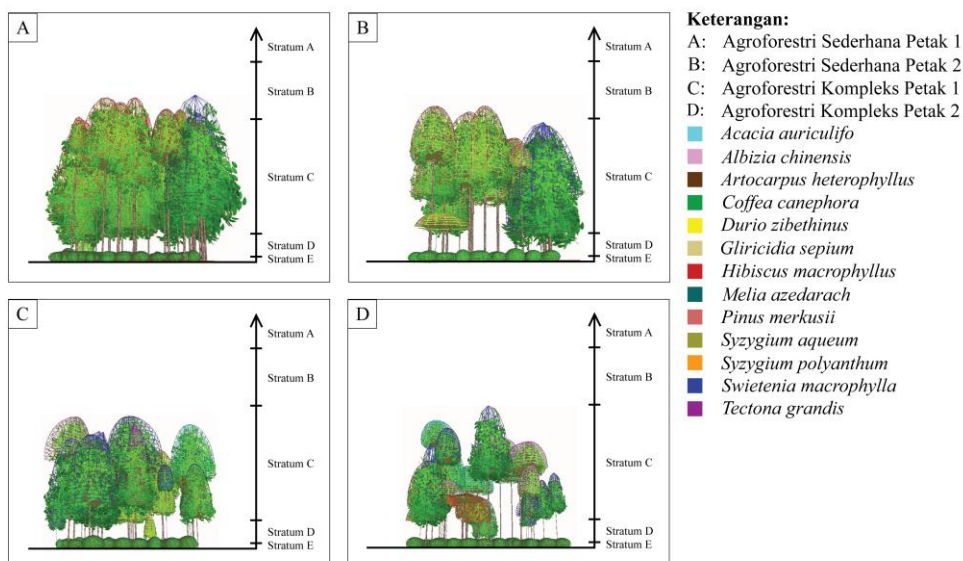 A
Stratum A
Stratum B
Stratum C
Stratum D
Stratum E
B
Stratum A
Stratum B
Stratum C
Stratum D
Stratum E
C
Stratum A
Stratum B
Stratum C
Stratum D
Stratum E
D
Stratum A
Stratum B
Stratum C
Stratum D
Stratum E
Keterangan:
A: Agroforestri Sederhana Petak 1
B: Agroforestri Sederhana Petak 2
C: Agroforestri Kompleks Petak 1
D: Agroforestri Kompleks Petak 2
Acacia auriculifo
Albizia chinensis
Artocarpus heterophyllus
Coffea canephora
Durio zibethinus
Gliricidia sepium
Hibiscus macrophyllus
Melia azedarach
Pinus merkusii
Syzygium aqueum
Syzygium polyanthum
Swietenia macrophylla
Tectona grandis